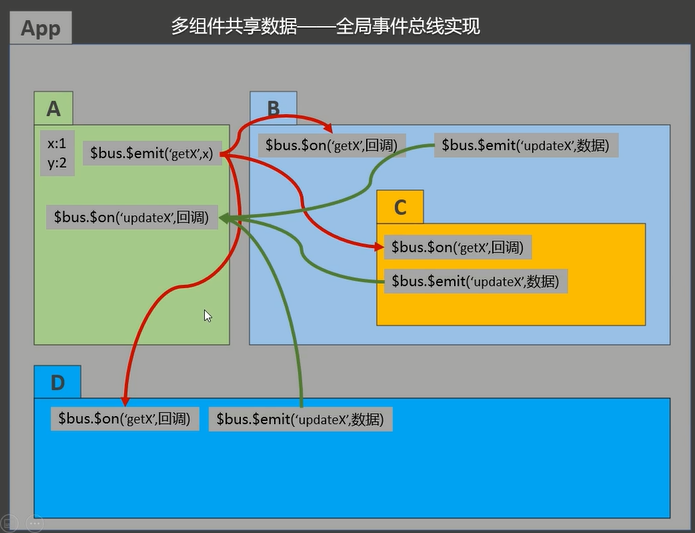 App
多组件共享数据——全局事件总线实现
A
x:1
y:2
$bus.$emit(‘getX’,x)
$bus.$on(‘updateX’,回调)
B
$bus.$on(‘getX’,回调)
$bus.$emit(‘updateX’,数据)
C
$bus.$on(‘getX’,回调)
$bus.$emit(‘updateX’,数据)
D
$bus.$on(‘getX’,回调)
$bus.$emit(‘updateX’,数据)